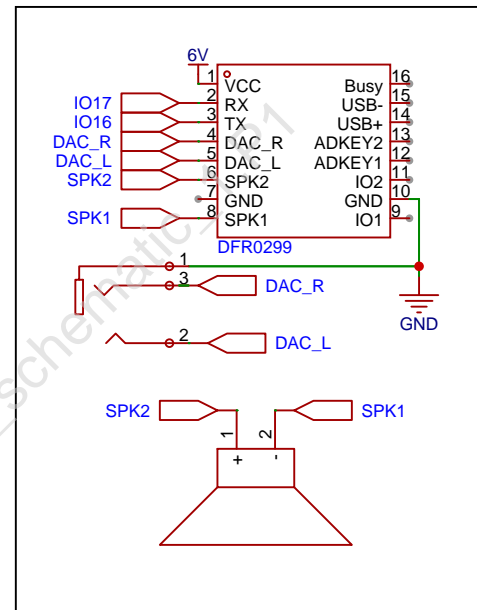 6V
1 VCC Busy 16
IO17 2 RX USB- 15
IO16 3 TX USB+ 14
DAC_R 4 DAC_R ADKEY2 13
DAC_L 5 DAC_L ADKEY1 12
SPK2 6 SPK2 IO2 11
7 GND GND 10
SPK1 8 SPK1 IO1 9
DFR0299
1
3 DAC_R
GND
2 DAC_L
SPK2 SPK1
1 2
+ -